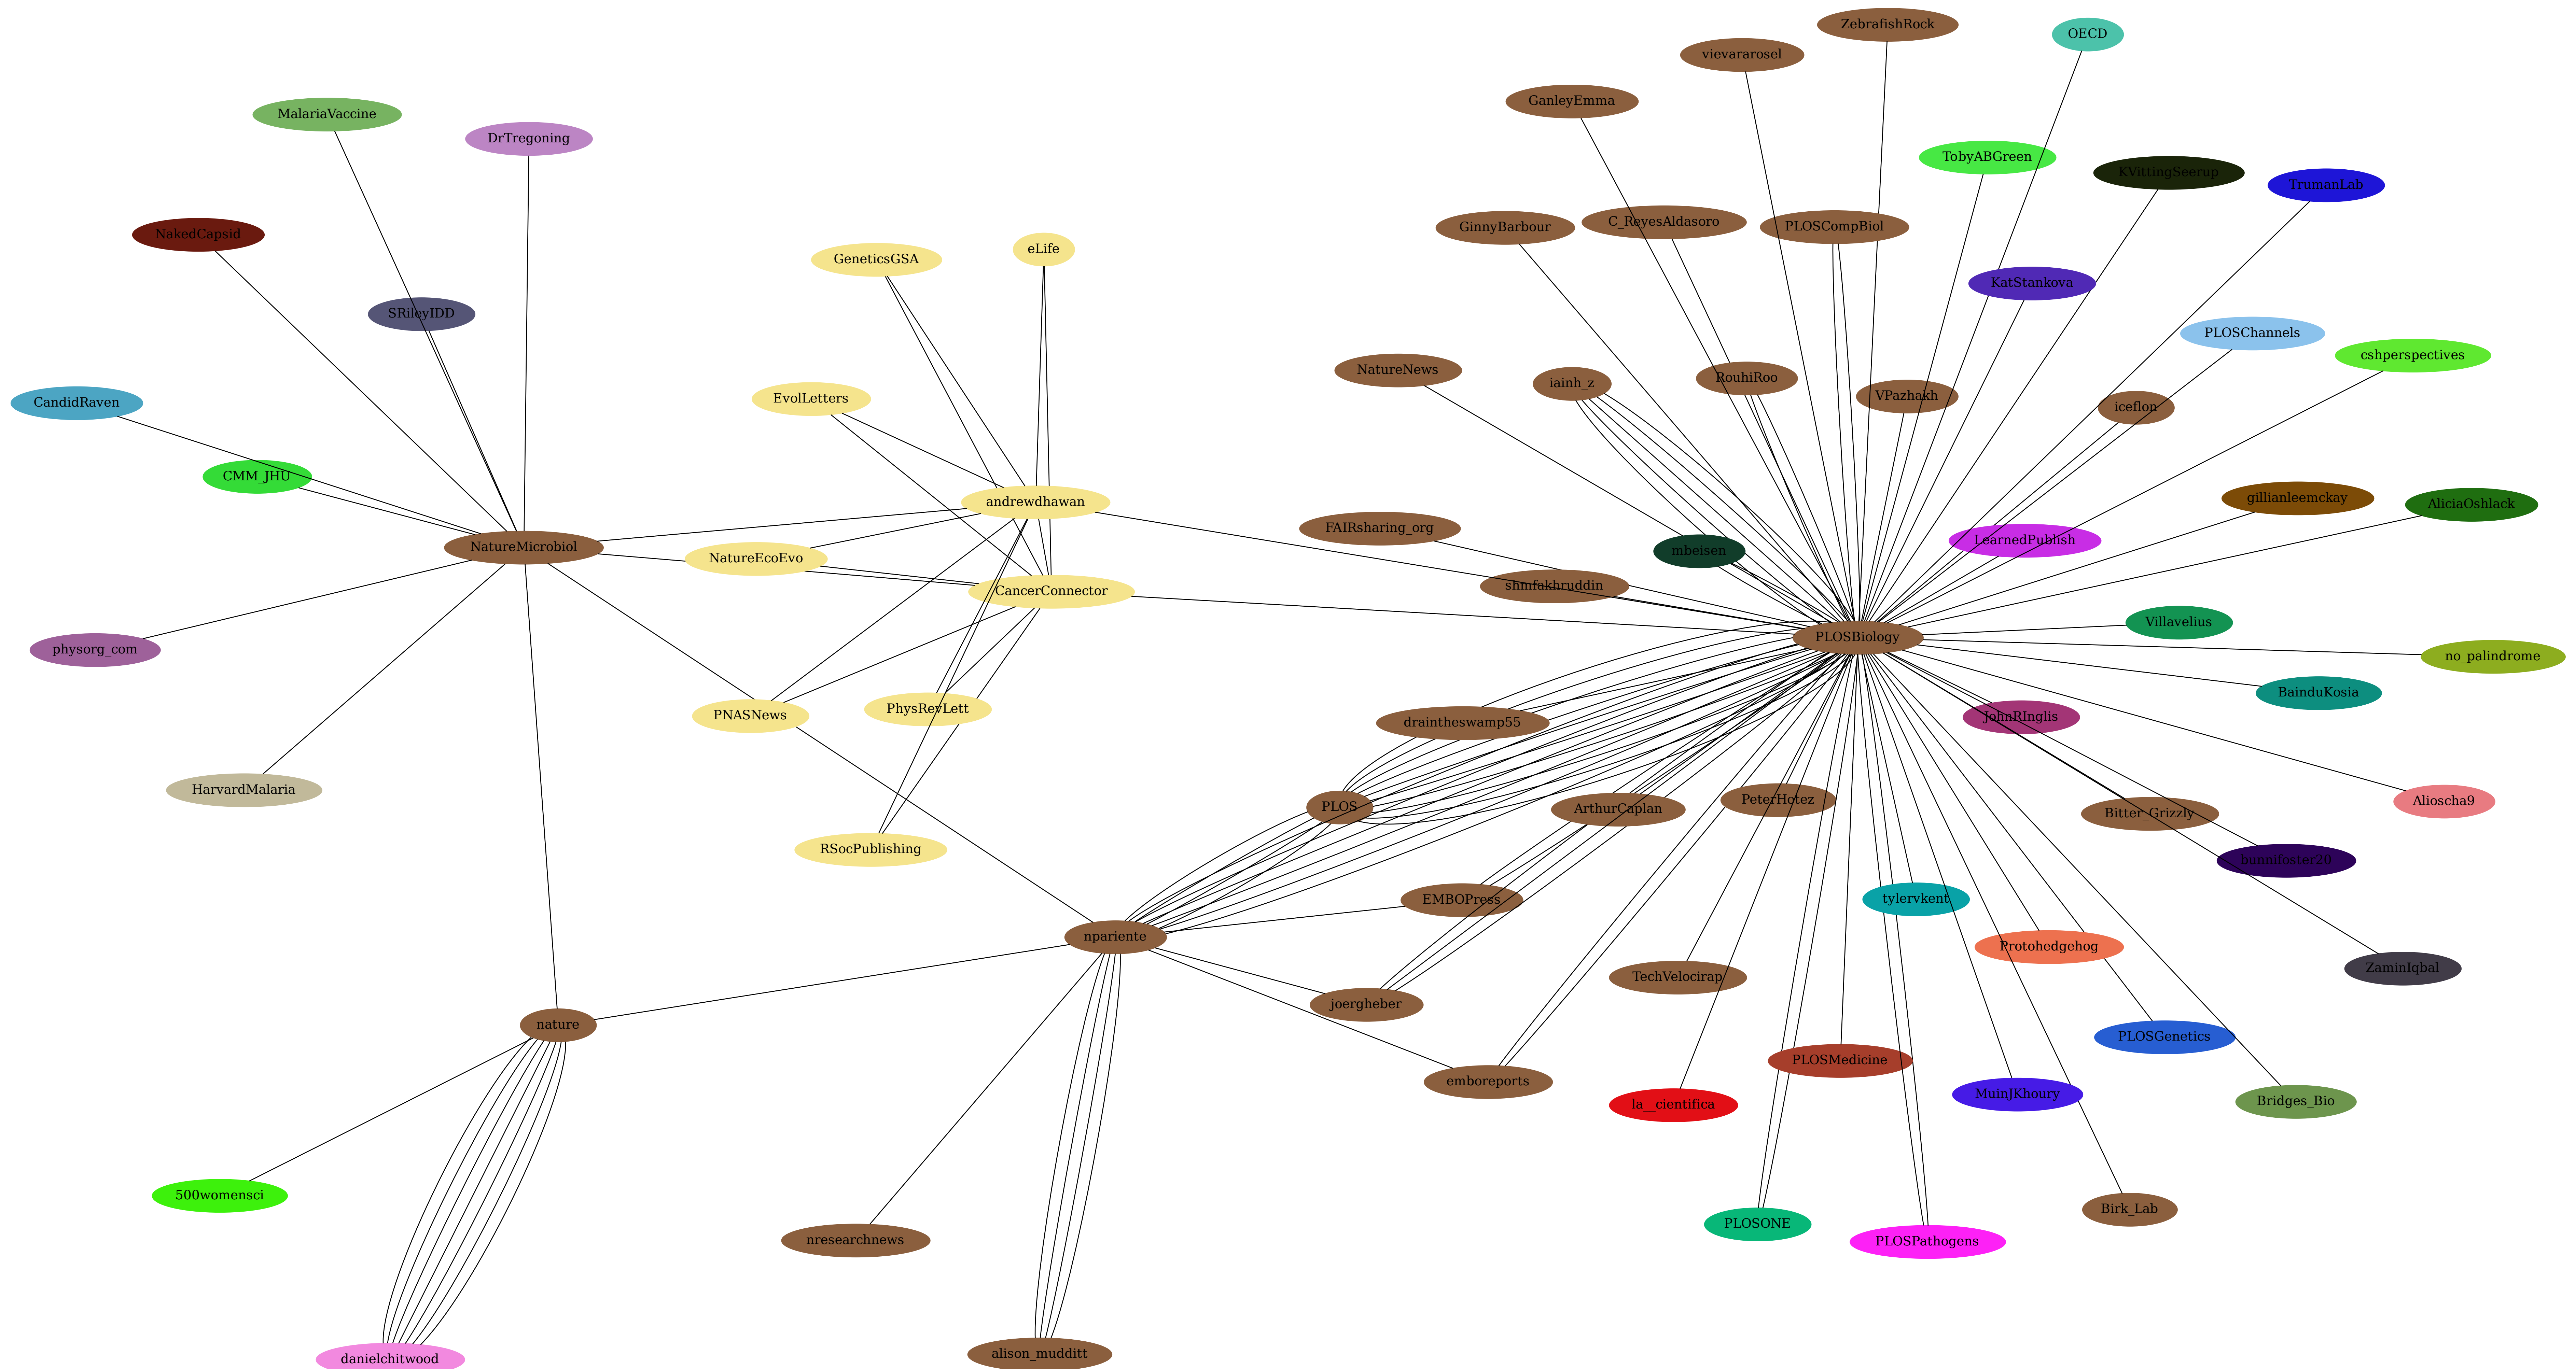 ZebrafishRock
OECD
vievararosel
GanleyEmma
MalariaVaccine
DrTregoning
TobyABGreen
KVittingSeerup
TrumanLab
NakedCapsid
GinnyBarbour
C_ReyesAldasoro
PLOSCompBiol
eLife
GeneticsGSA
KatStankova
SRileyIDD
PLOSChannels
cshperspectives
NatureNews
iainh_z
RouhiRoo
VPazhakh
CandidRaven
EvolLetters
iceflon
CMM_JHU
andrewdhawan
gillianleemckay
AliciaOshlack
FAIRsharing_org
LearnedPublish
NatureMicrobiol
NatureEcoEvo
mbeisen
shmfakhruddin
CancerConnector
Villavelius
PLOSBiology
physorg_com
no_palindrome
BainduKosia
PhysRevLett
PNASNews
draintheswamp55
JohnRInglis
HarvardMalaria
PLOS
ArthurCaplan
PeterHotez
Alioscha9
Bitter_Grizzly
RSocPublishing
bunnifoster20
EMBOPress
tylervkent
npariente
Protohedgehog
ZaminIqbal
TechVelocirap
joergheber
nature
PLOSGenetics
PLOSMedicine
emboreports
MuinJKhoury
la__cientifica
Bridges_Bio
500womensci
Birk_Lab
PLOSONE
nresearchnews
PLOSPathogens
alison_mudditt
danielchitwood